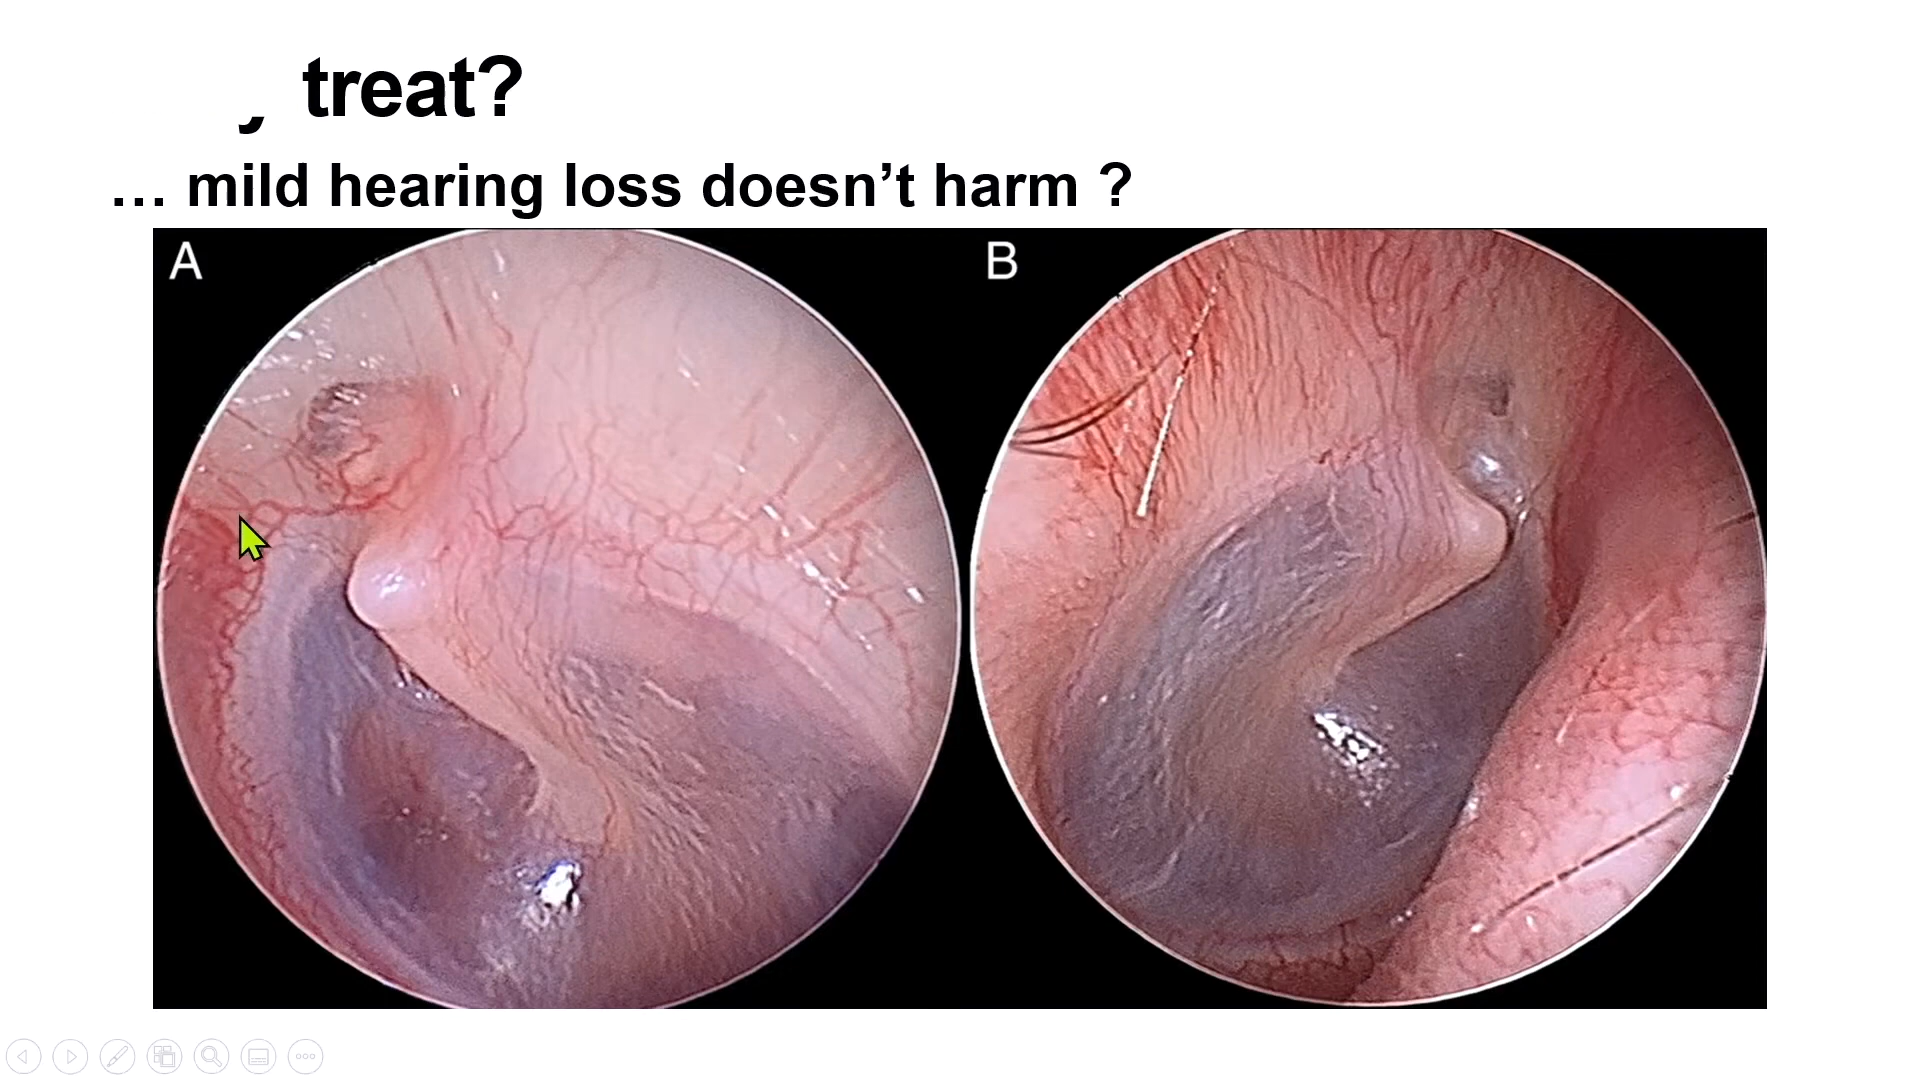 treat?
… mild hearing loss doesn’t harm ?
A
B